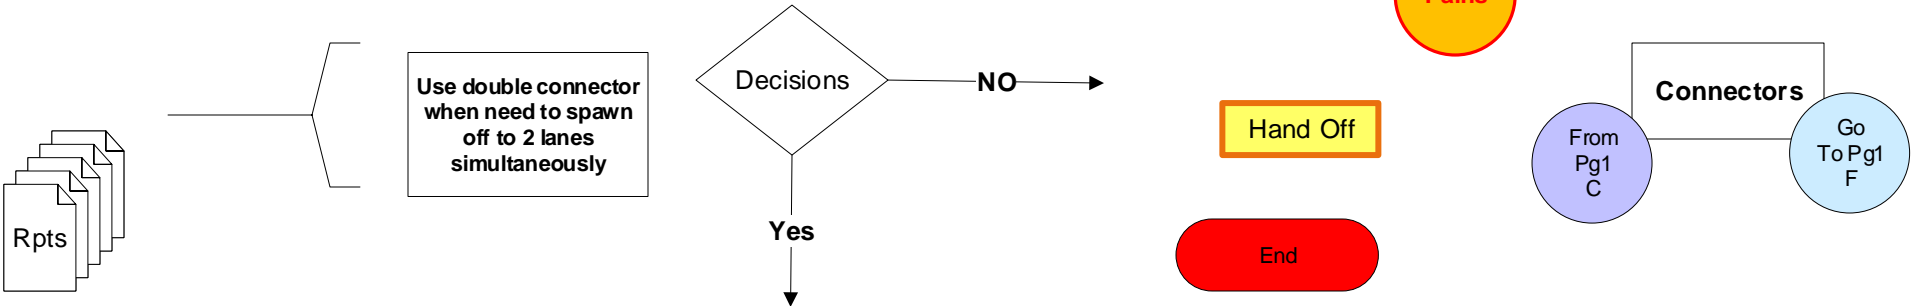 Rpts
Use double connector
when need to spawn
off to 2 lanes
simultaneously
Decisions
NO
Yes
Hand Off
End
Connectors
From
Pg1
C
Go
To Pg1
F